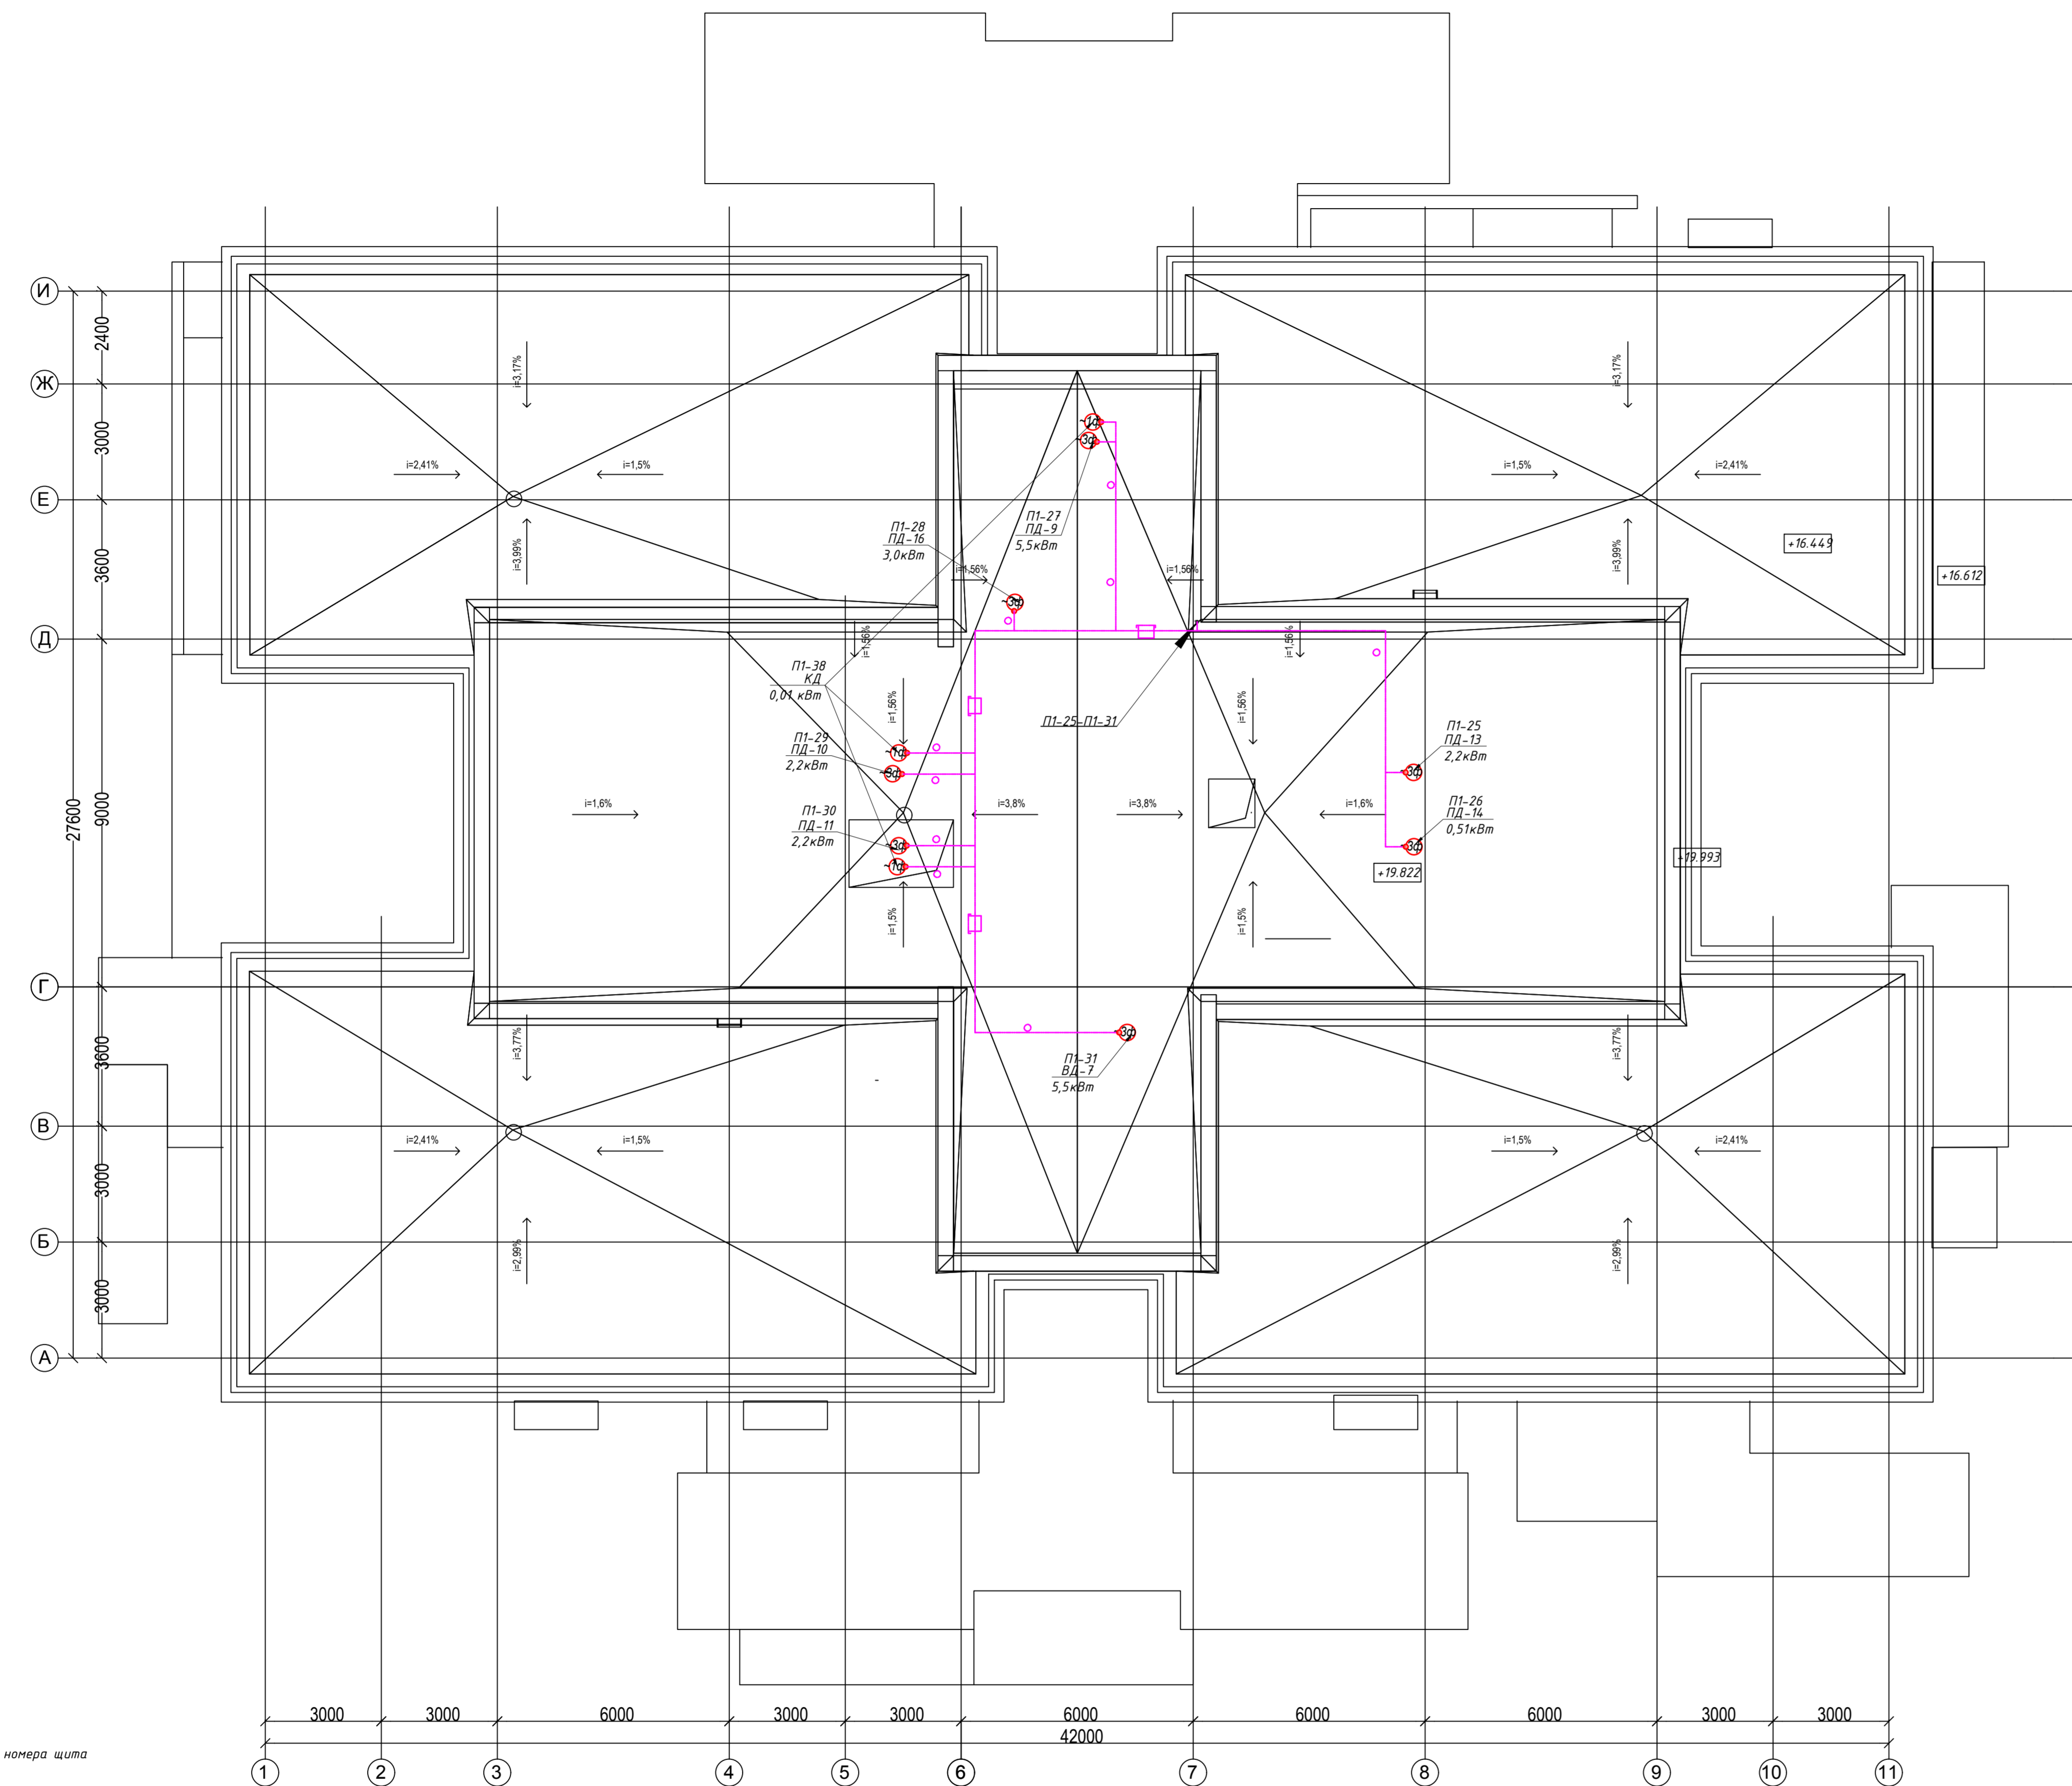 И
2400
Ж
i=3,17%
i=3,17%
~1ф
~3ф
3000
i=2,41%
i=1,5%
i=1,5%
i=2,41%
Е
П1-28
ПД-16
3,0кВт
П1-27
ПД-9
5,5кВт
+16.449
3600
i=3,99%
i=3,99%
i=1,56%
i=1,56%
+16.612
~3ф
Д
i=1,56%
i=1,56%
П1-38
КД
0,01 кВт
i=1,56%
i=1,56%
П1-25-П1-31
П1-25
ПД-13
2,2кВт
П1-29
ПД-10
2,2кВт
~1ф
~3ф
~3ф
27600
9000
i=1,6%
i=3,8%
i=3,8%
i=1,6%
П1-30
ПД-11
2,2кВт
П1-26
ПД-14
0,51кВт
~3ф
~1ф
~3ф
+19.993
+19.822
i=1,5%
i=1,5%
Г
3600
i=3,77%
i=3,77%
~3ф
П1-31
ВД-7
5,5кВт
В
i=2,41%
i=1,5%
i=1,5%
i=2,41%
3000
Б
i=2,99%
i=2,99%
3000
А
3000
3000
6000
3000
3000
6000
6000
6000
3000
3000
42000
номера щита
1
2
3
4
5
6
7
8
9
10
11